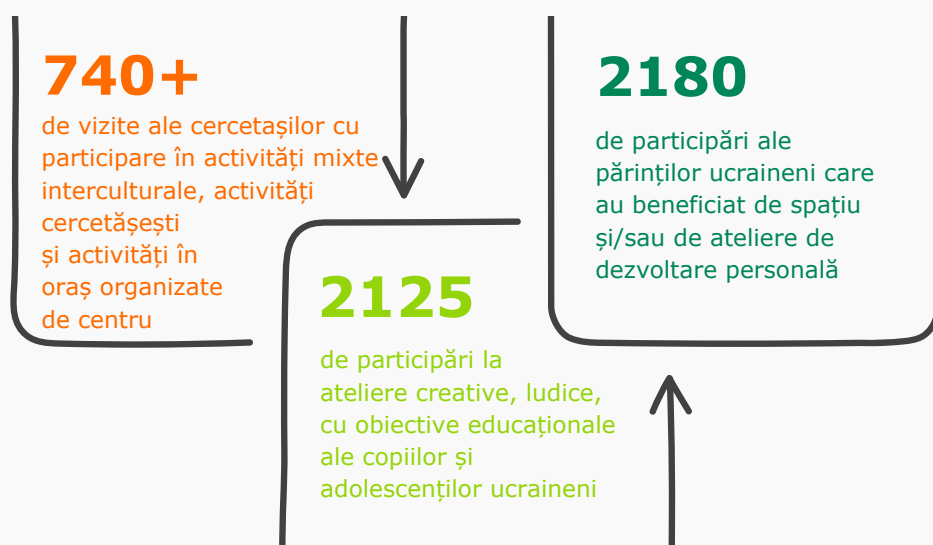 740+
de vizite ale cercetașilor cu
participare în activități mixte
interculturale, activități
cercetășești
și activități în
oraș organizate
de centru
2125
de participări la
ateliere creative, ludice,
cu obiective educaționale
ale copiilor și
adolescenților ucraineni
2180
de participări ale
părinților ucraineni care
au beneficiat de spațiu
și/sau de ateliere de
dezvoltare personală